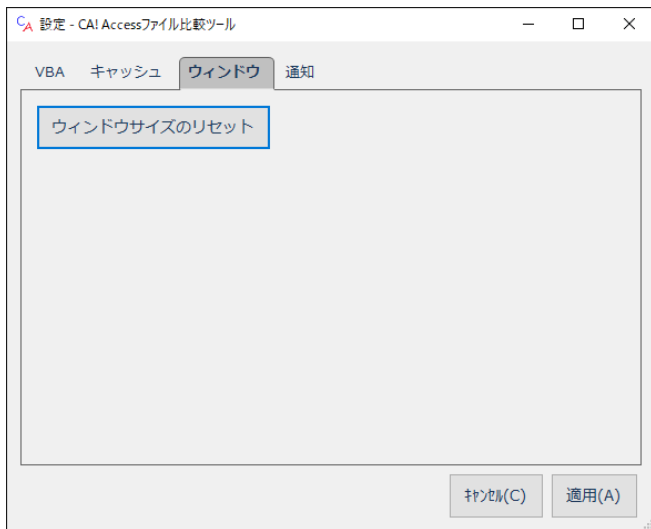 CA 設定 - CA! Accessファイル比較ツール
VBA キャッシュ ウィンドウ 通知
ウィンドウサイズのリセット
ｷｬﾝｾﾙ(C) 適用(A)